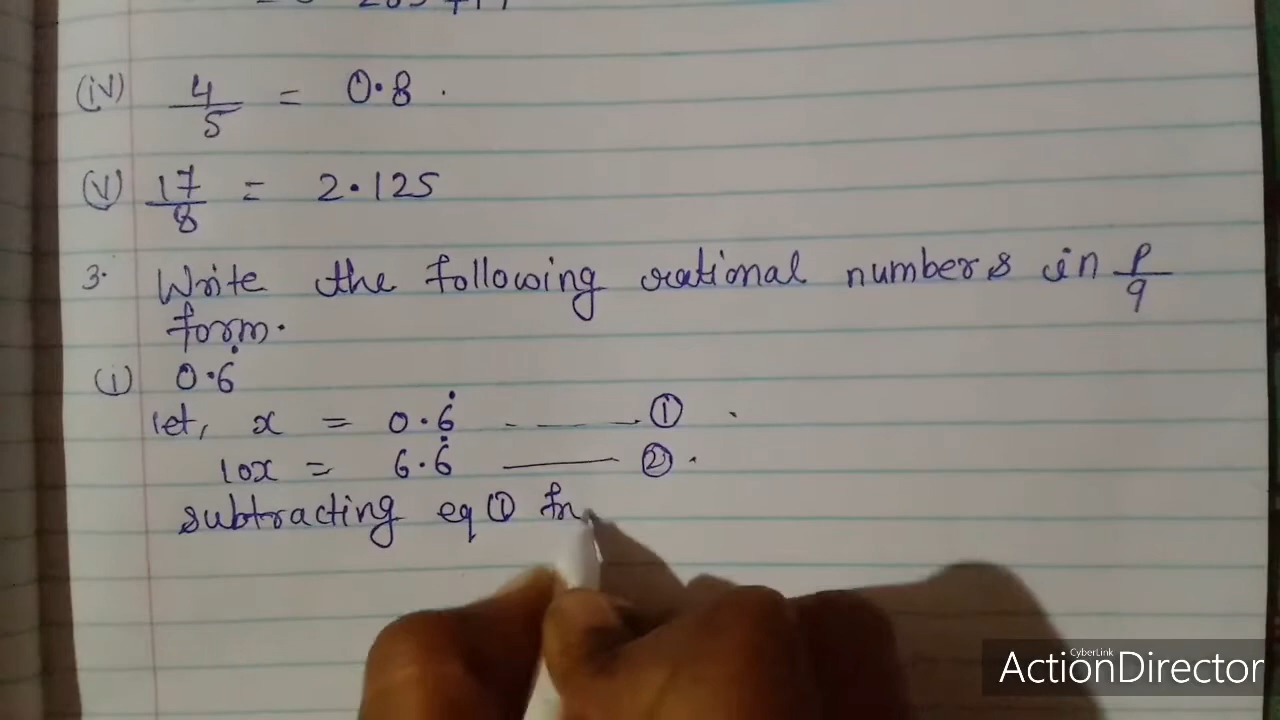 (iv) 4/5 = 0.8.
(v) 17/8 = 2.125
3. Write the following rational numbers in p/q
form.
(i) 0.6̇
let, x = 0.6̇ ---- ①.
10x = 6.6̇ —— ②.
subtracting eq ①
CyberLink
ActionDirector